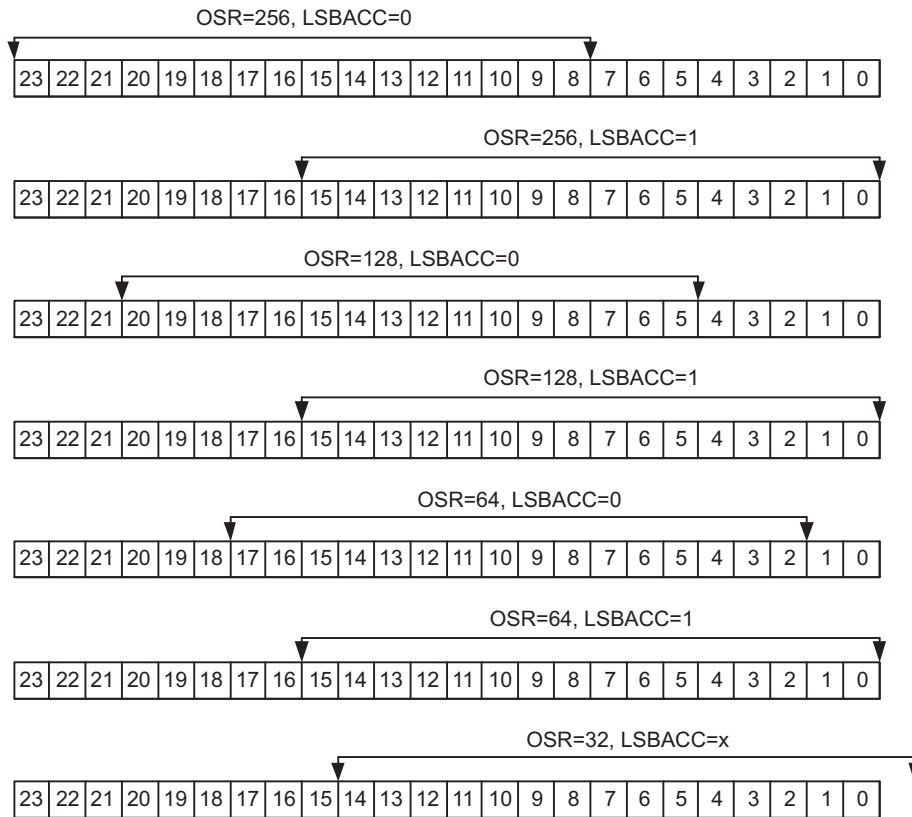 OSR=256, LSBACC=0
23 22 21 20 19 18 17 16 15 14 13 12 11 10 9 8 7 6 5 4 3 2 1 0
OSR=256, LSBACC=1
23 22 21 20 19 18 17 16 15 14 13 12 11 10 9 8 7 6 5 4 3 2 1 0
OSR=128, LSBACC=0
23 22 21 20 19 18 17 16 15 14 13 12 11 10 9 8 7 6 5 4 3 2 1 0
OSR=128, LSBACC=1
23 22 21 20 19 18 17 16 15 14 13 12 11 10 9 8 7 6 5 4 3 2 1 0
OSR=64, LSBACC=0
23 22 21 20 19 18 17 16 15 14 13 12 11 10 9 8 7 6 5 4 3 2 1 0
OSR=64, LSBACC=1
23 22 21 20 19 18 17 16 15 14 13 12 11 10 9 8 7 6 5 4 3 2 1 0
OSR=32, LSBACC=x
23 22 21 20 19 18 17 16 15 14 13 12 11 10 9 8 7 6 5 4 3 2 1 0